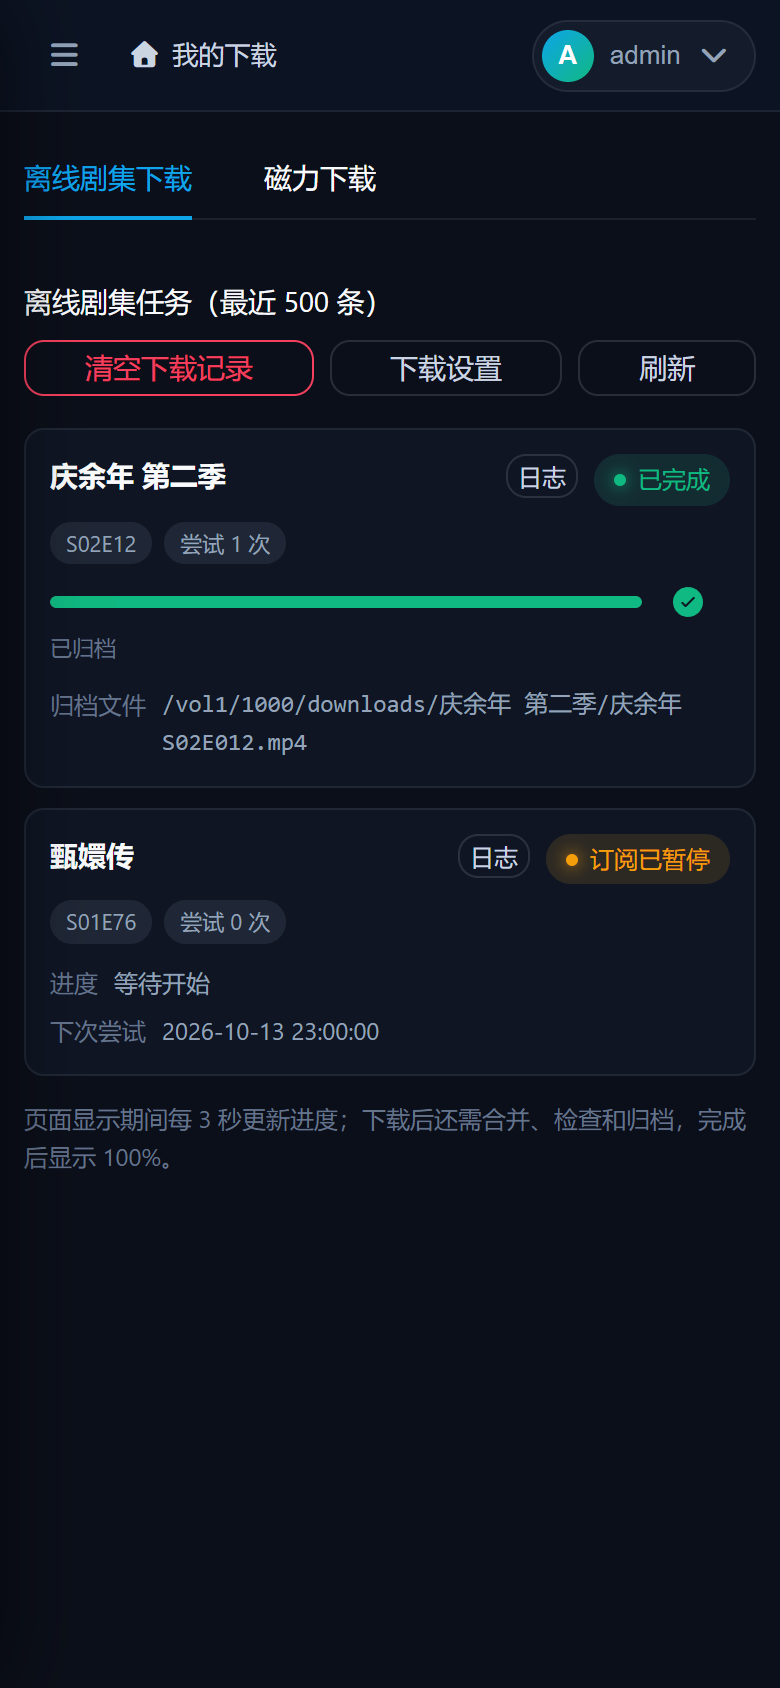 我的下载
A admin
离线剧集下载 磁力下载
离线剧集任务（最近 500 条）
清空下载记录 下载设置 刷新
庆余年 第二季 日志 已完成
S02E12 尝试 1 次
已归档
归档文件 /vol1/1000/downloads/庆余年 第二季/庆余年
S02E012.mp4
甄嬛传 日志 订阅已暂停
S01E76 尝试 0 次
进度 等待开始
下次尝试 2026-10-13 23:00:00
页面显示期间每 3 秒更新进度；下载后还需合并、检查和归档，完成
后显示 100%。